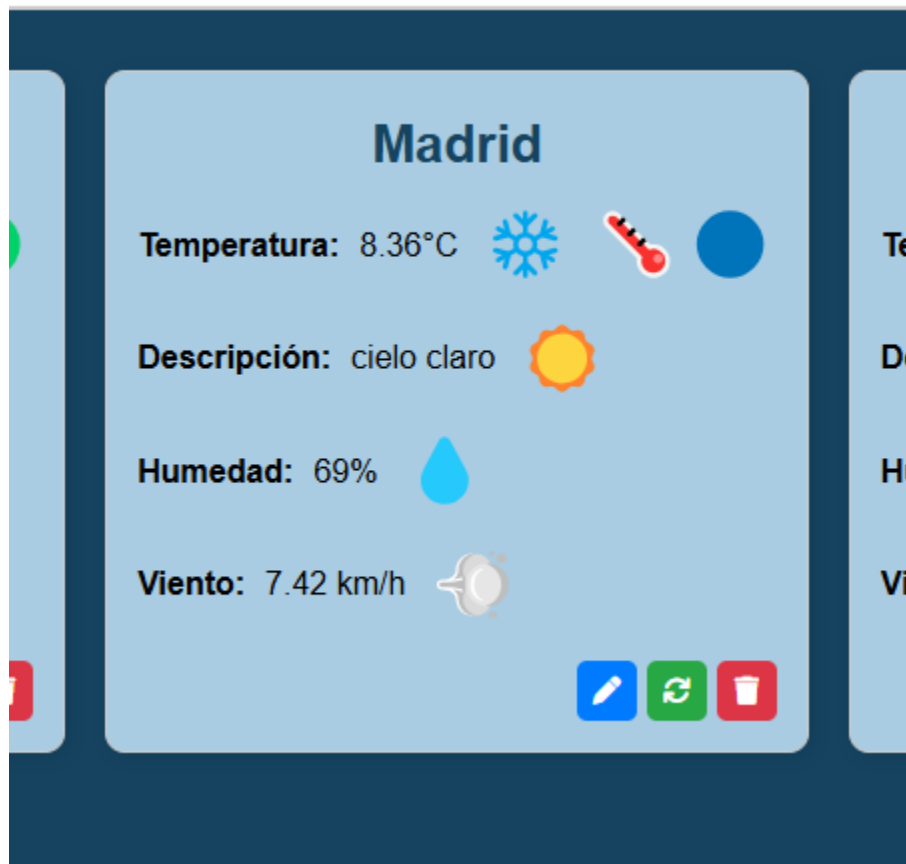 Madrid
Temperatura: 8.36°C
Descripción: cielo claro
Humedad: 69%
Viento: 7.42 km/h